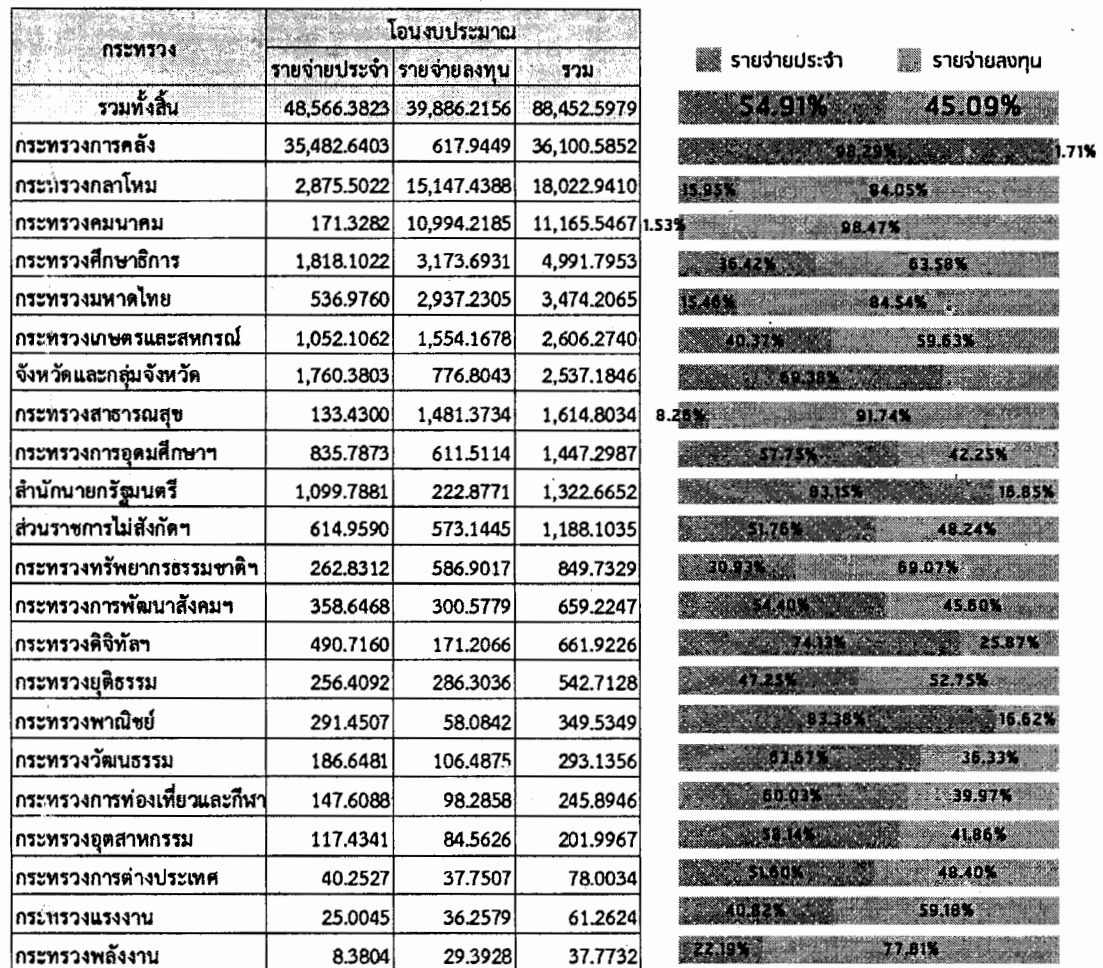 กระทรวง โอนงบประมาณ
รายจ่ายประจำ รายจ่ายลงทุน รวม
รายจ่ายประจำ รายจ่ายลงทุน
รวมทั้งสิ้น 48,566.3823 39,886.2156 88,452.5979 54.91% 45.09%
กระทรวงการคลัง 35,482.6403 617.9449 36,100.5852 98.29% 1.71%
กระทรวงกลาโหม 2,875.5022 15,147.4388 18,022.9410 15.95% 84.05%
กระทรวงคมนาคม 171.3282 10,994.2185 11,165.5467 1.53% 98.47%
กระทรวงศึกษาธิการ 1,818.1022 3,173.6931 4,991.7953 36.42% 63.58%
กระทรวงมหาดไทย 536.9760 2,937.2305 3,474.2065 15.46% 84.54%
กระทรวงเกษตรและสหกรณ์ 1,052.1062 1,554.1678 2,606.2740 40.37% 59.63%
จังหวัดและกลุ่มจังหวัด 1,760.3803 776.8043 2,537.1846 69.38%
กระทรวงสาธารณสุข 133.4300 1,481.3734 1,614.8034 8.26% 91.74%
กระทรวงการอุดมศึกษาฯ 835.7873 611.5114 1,447.2987 57.75% 42.25%
สำนักนายกรัฐมนตรี 1,099.7881 222.8771 1,322.6652 83.15% 16.85%
ส่วนราชการไม่สังกัดฯ 614.9590 573.1445 1,188.1035 51.76% 48.24%
กระทรวงทรัพยากรธรรมชาติฯ 262.8312 586.9017 849.7329 30.93% 69.07%
กระทรวงการพัฒนาสังคมฯ 358.6468 300.5779 659.2247 54.40% 45.60%
กระทรวงดิจิทัลฯ 490.7160 171.2066 661.9226 74.13% 25.87%
กระทรวงยุติธรรม 256.4092 286.3036 542.7128 47.25% 52.75%
กระทรวงพาณิชย์ 291.4507 58.0842 349.5349 83.38% 16.62%
กระทรวงวัฒนธรรม 186.6481 106.4875 293.1356 63.67% 36.33%
กระทรวงการท่องเที่ยวและกีฬา 147.6088 98.2858 245.8946 60.03% 39.97%
กระทรวงอุตสาหกรรม 117.4341 84.5626 201.9967 58.14% 41.86%
กระทรวงการต่างประเทศ 40.2527 37.7507 78.0034 51.60% 48.40%
กระทรวงแรงงาน 25.0045 36.2579 61.2624 40.82% 59.18%
กระทรวงพลังงาน 8.3804 29.3928 37.7732 22.19% 77.81%